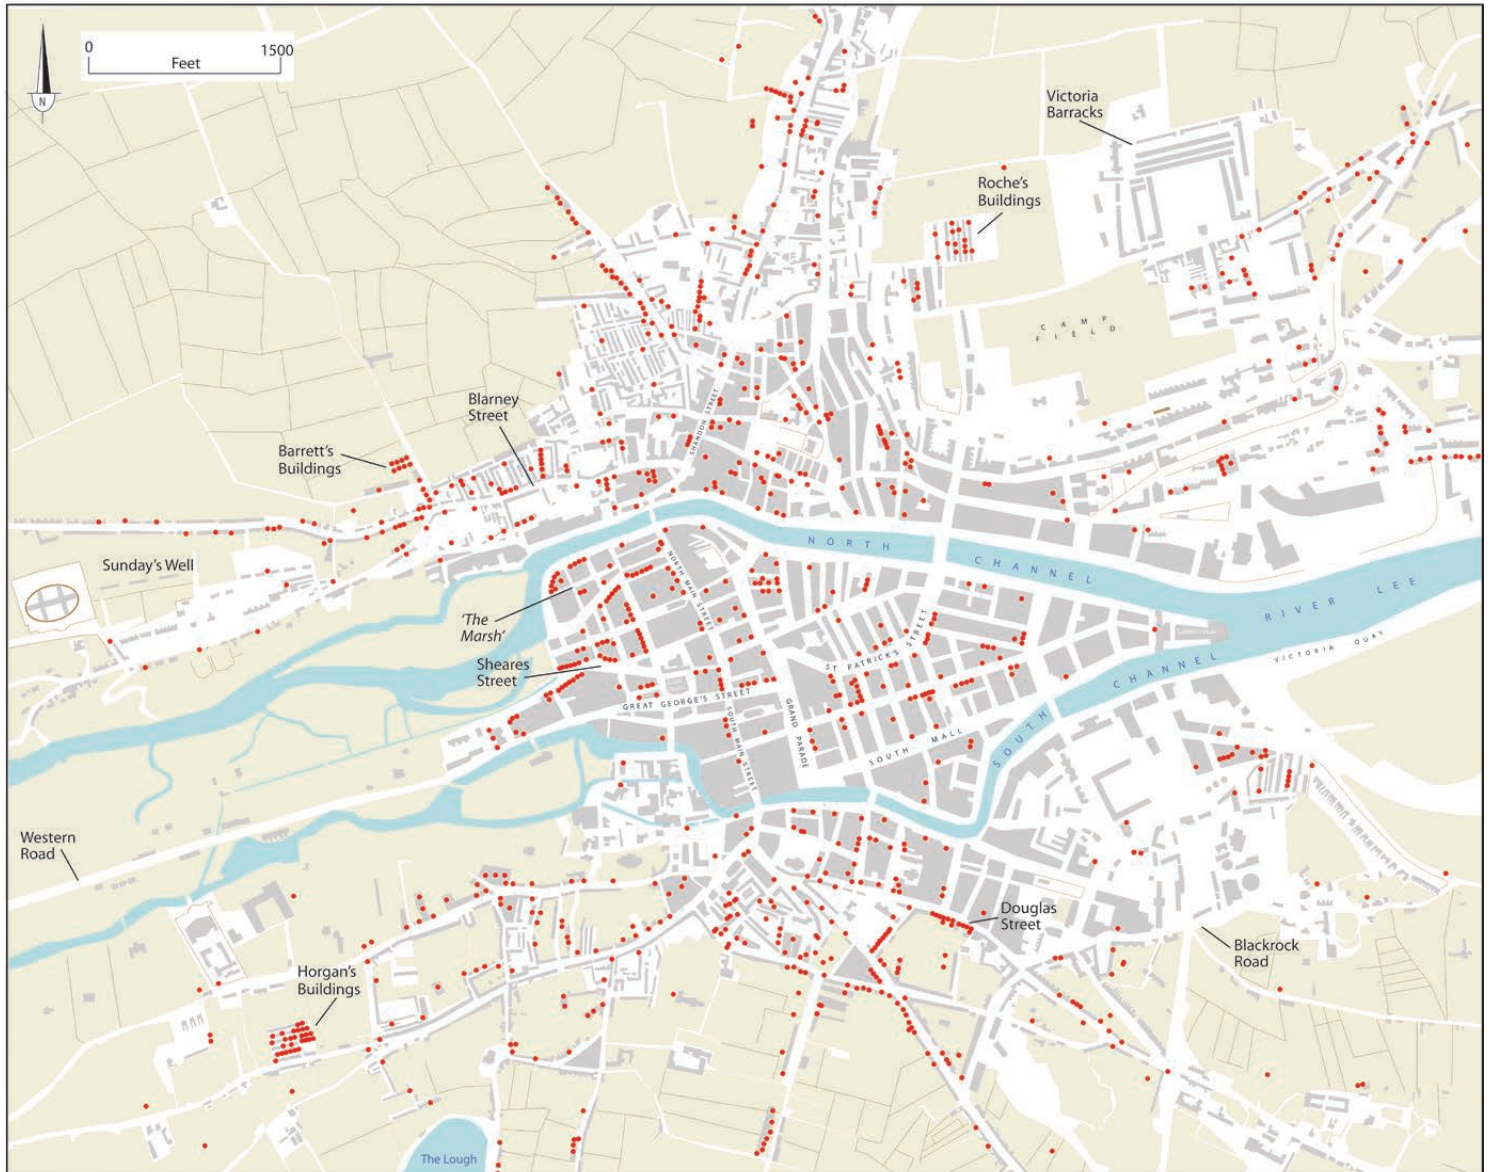 0 1500
Feet
N
Victoria
Barracks
Roche's
Buildings
CAMP
FIELD
Blarney
Street
SHANDON STREET
Barrett's
Buildings
Sunday's Well
NORTH CHANNEL
RIVER LEE
'The
Marsh'
NORTH MAIN STREET
Sheares
Street
ST PATRICK'S STREET
SOUTH CHANNEL
VICTORIA QUAY
GREAT GEORGE'S STREET
GRAND PARADE
SOUTH MAIN STREET
SOUTH MALL
Western
Road
Douglas
Street
Blackrock
Road
Horgan's
Buildings
The Lough